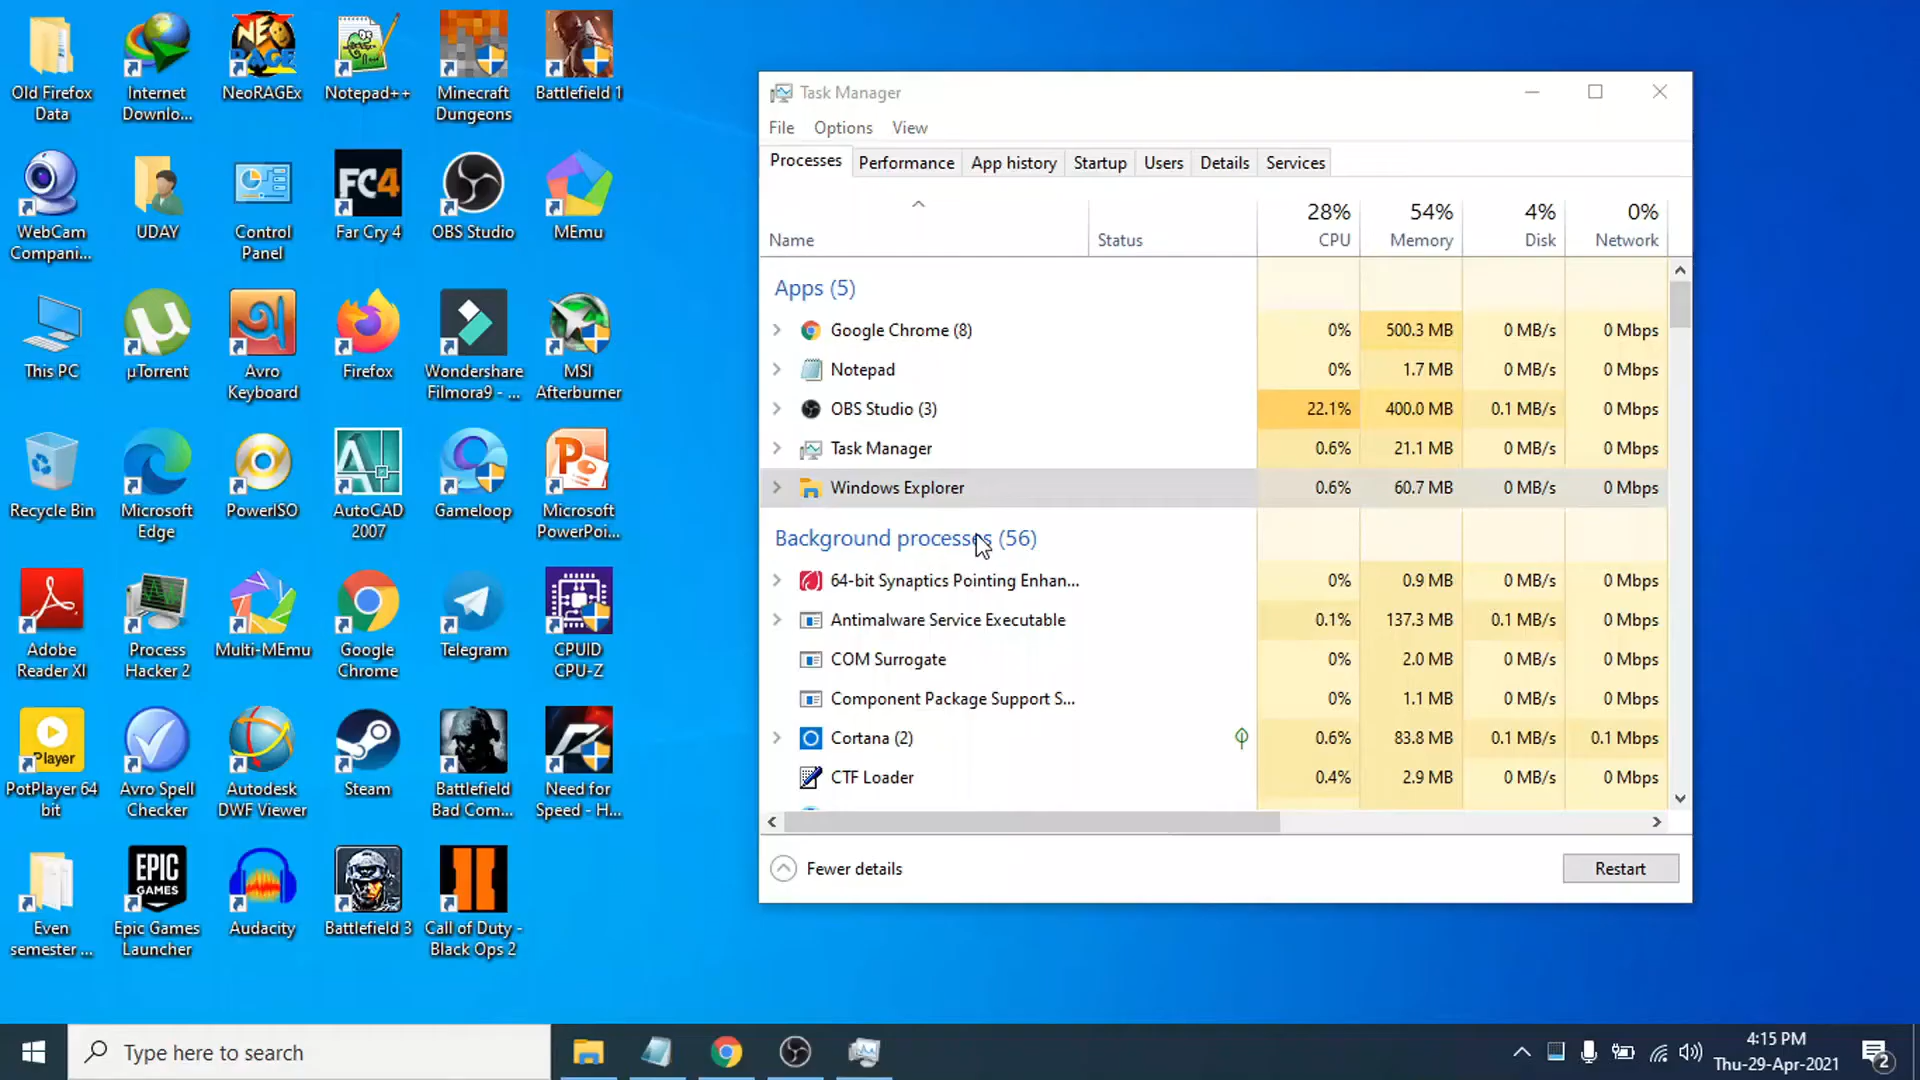 Old Firefox
Data
Internet
Downlo...
NEO
RAGE
NeoRAGEx
Notepad++
Minecraft
Dungeons
Battlefield 1
WebCam
Compani...
UDAY
Control
Panel
FC4
Far Cry 4
OBS Studio
MEmu
This PC
µTorrent
Avro
Keyboard
Firefox
Wondershare
Filmora9 - ...
MSI
Afterburner
Recycle Bin
Microsoft
Edge
PowerISO
AutoCAD
2007
Gameloop
Microsoft
PowerPoi...
Adobe
Reader XI
Process
Hacker 2
Multi-MEmu
Google
Chrome
Telegram
CPUID
CPU-Z
Player
PotPlayer 64
bit
Avro Spell
Checker
Autodesk
DWF Viewer
Steam
Battlefield
Bad Com...
Need for
Speed - H...
Even
semester ...
EPIC
GAMES
Epic Games
Launcher
Audacity
Battlefield 3
Call of Duty -
Black Ops 2
Task Manager
File Options View
Processes Performance App history Startup Users Details Services
28% 54% 4% 0%
Name Status CPU Memory Disk Network
Apps (5)
Google Chrome (8) 0% 500.3 MB 0 MB/s 0 Mbps
Notepad 0% 1.7 MB 0 MB/s 0 Mbps
OBS Studio (3) 22.1% 400.0 MB 0.1 MB/s 0 Mbps
Task Manager 0.6% 21.1 MB 0 MB/s 0 Mbps
Windows Explorer 0.6% 60.7 MB 0 MB/s 0 Mbps
Background processes (56)
64-bit Synaptics Pointing Enhan... 0% 0.9 MB 0 MB/s 0 Mbps
Antimalware Service Executable 0.1% 137.3 MB 0.1 MB/s 0 Mbps
COM Surrogate 0% 2.0 MB 0 MB/s 0 Mbps
Component Package Support S... 0% 1.1 MB 0 MB/s 0 Mbps
Cortana (2) 0.6% 83.8 MB 0.1 MB/s 0.1 Mbps
CTF Loader 0.4% 2.9 MB 0 MB/s 0 Mbps
Fewer details Restart
Type here to search
4:15 PM
Thu-29-Apr-2021
2